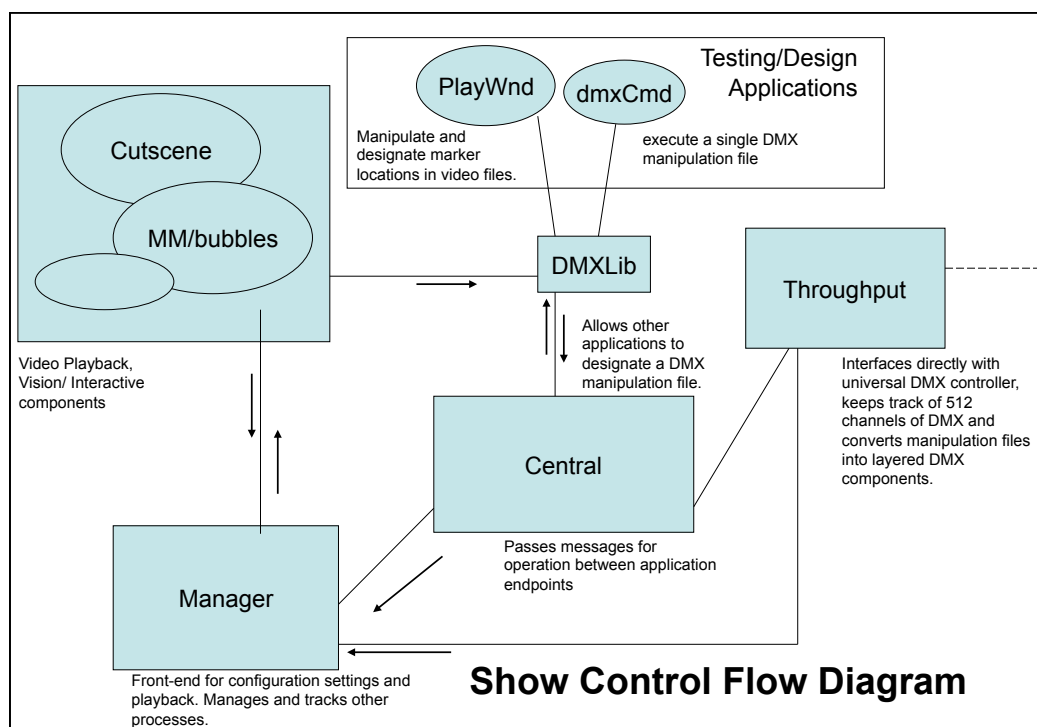 Testing/Design
Applications
PlayWnd
dmxCmd
Manipulate and
designate marker
locations in video files.
execute a single DMX
manipulation file
Cutscene
MM/bubbles
Video Playback,
Vision/ Interactive
components
DMXLib
Allows other
applications to
designate a DMX
manipulation file.
Throughput
Interfaces directly with
universal DMX controller,
keeps track of 512
channels of DMX and
converts manipulation files
into layered DMX
components.
Central
Passes messages for
operation between application
endpoints
Manager
Front-end for configuration settings and
playback. Manages and tracks other
processes.
Show Control Flow Diagram